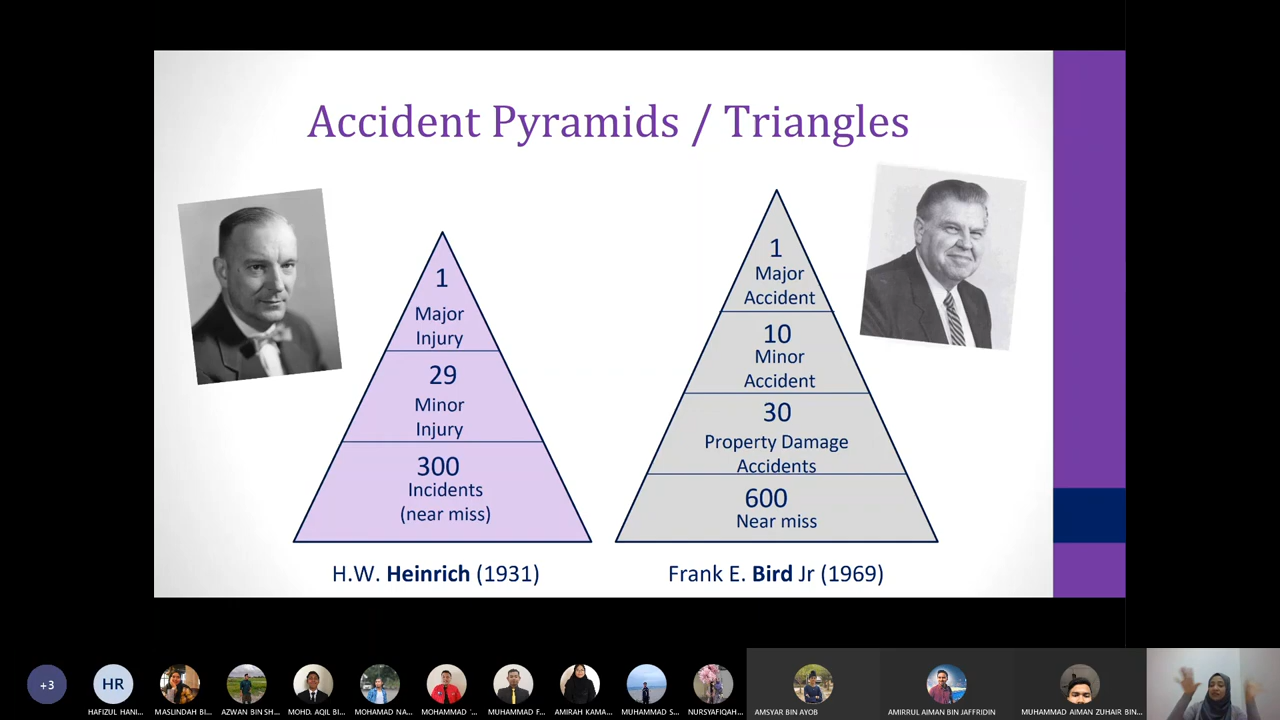 Accident Pyramids / Triangles
1
Major
Injury
29
Minor
Injury
300
Incidents
(near miss)
H.W. Heinrich (1931)
1
Major
Accident
10
Minor
Accident
30
Property Damage
Accidents
600
Near miss
Frank E. Bird Jr (1969)
+3
HR
HAFIZUL HANI...
MASLINDAH BI...
AZWAN BIN SH...
MOHD. AQIL BI...
MOHAMAD NA...
MOHAMMAD '...
MUHAMMAD F...
AMIRAH KAMA...
MUHAMMAD S...
NURSYAFIQAH...
AMSYAR BIN AYOB
AMIRRUL AIMAN BIN JAFFRIDIN
MUHAMMAD AIMAN ZUHAIR BIN...